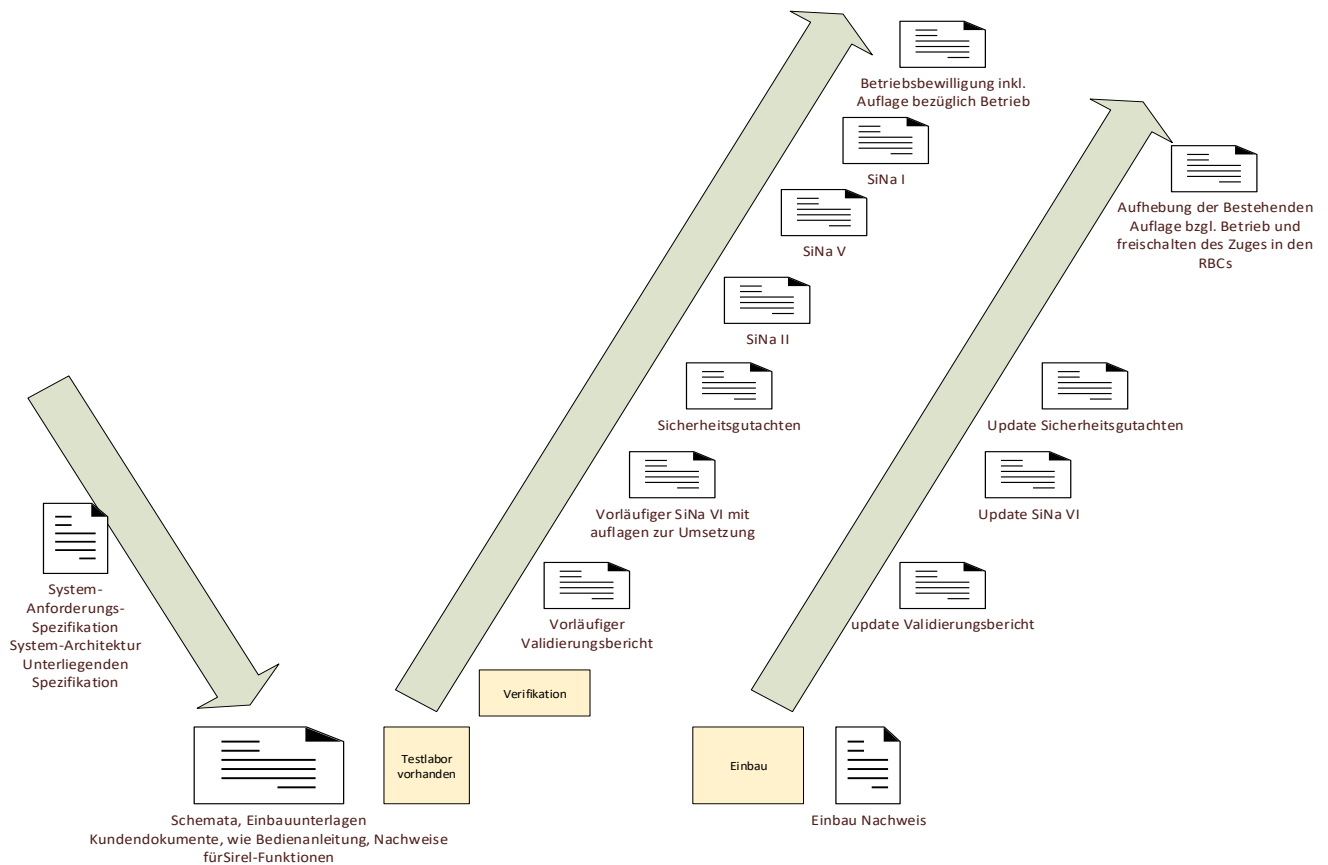 Betriebsbewilligung inkl.
Auflage bezüglich Betrieb
SiNa I
SiNa V
SiNa II
Sicherheitsgutachten
Vorläufiger SiNa VI mit
auflagen zur Umsetzung
Vorläufiger
Validierungsbericht
Verifikation
Testlabor
vorhanden
System-
Anforderungs-
Spezifikation
System-Architektur
Unterliegenden
Spezifikation
Schemata, Einbauunterlagen
Kundendokumente, wie Bedienanleitung, Nachweise
fürSirel-Funktionen
Aufhebung der Bestehenden
Auflage bzgl. Betrieb und
freischalten des Zuges in den
RBCs
Update Sicherheitsgutachten
Update SiNa VI
update Validierungsbericht
Einbau
Einbau Nachweis